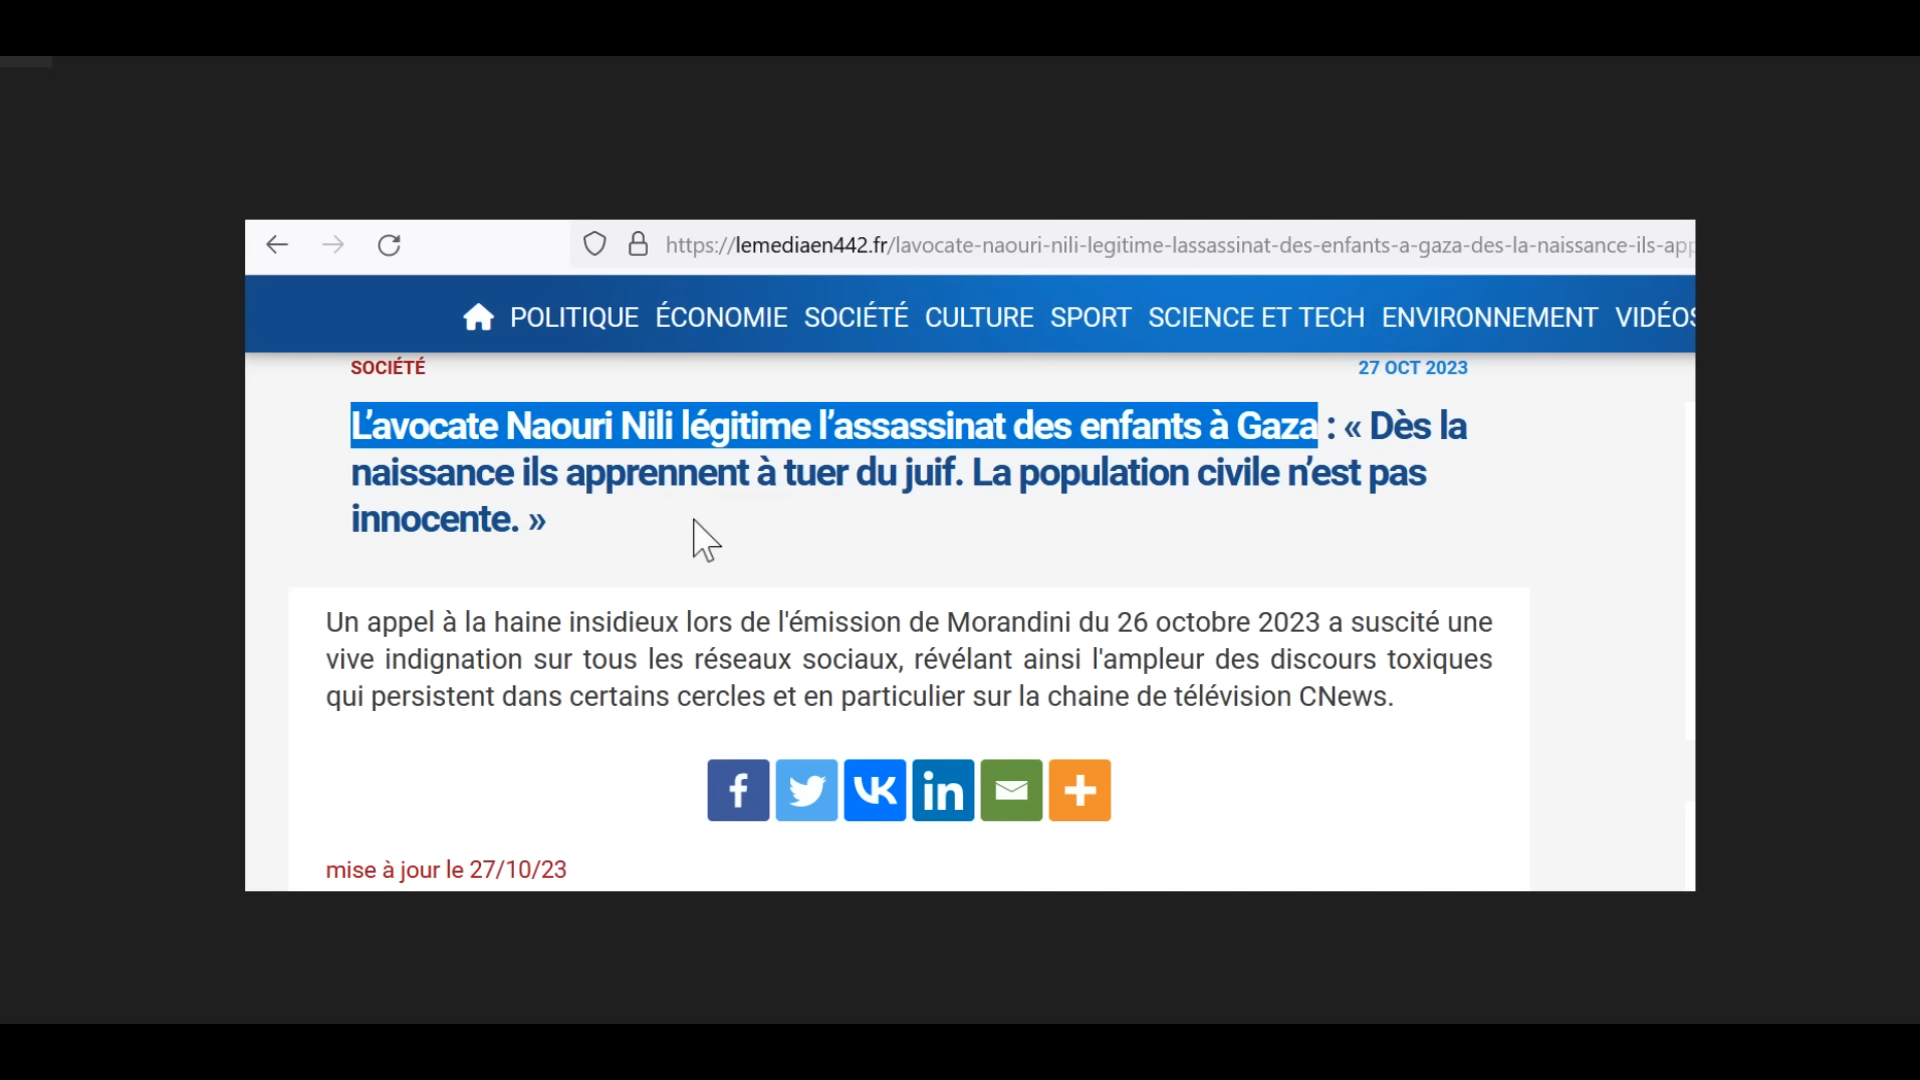 https://lemediaen442.fr/lavocate-naouri-nili-legitime-lassassinat-des-enfants-a-gaza-des-la-naissance-ils-app
POLITIQUE ÉCONOMIE SOCIÉTÉ CULTURE SPORT SCIENCE ET TECH ENVIRONNEMENT VIDÉOS
SOCIÉTÉ 27 OCT 2023
L’avocate Naouri Nili légitime l’assassinat des enfants à Gaza : « Dès la
naissance ils apprennent à tuer du juif. La population civile n’est pas
innocente. »
Un appel à la haine insidieux lors de l'émission de Morandini du 26 octobre 2023 a suscité une
vive indignation sur tous les réseaux sociaux, révélant ainsi l'ampleur des discours toxiques
qui persistent dans certains cercles et en particulier sur la chaine de télévision CNews.
mise à jour le 27/10/23